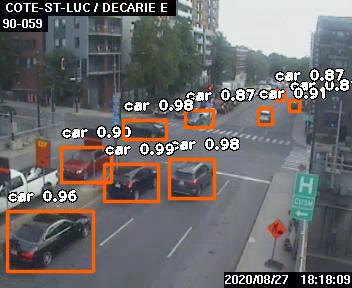 COTE-ST-LUC / DECARIE E
90-059
car 0.87
car 0.87
car 0.91
car 0.98
car 0.90
car 0.99
car 0.98
car 0.96
H
CUSM
2020/08/27 18:18:09